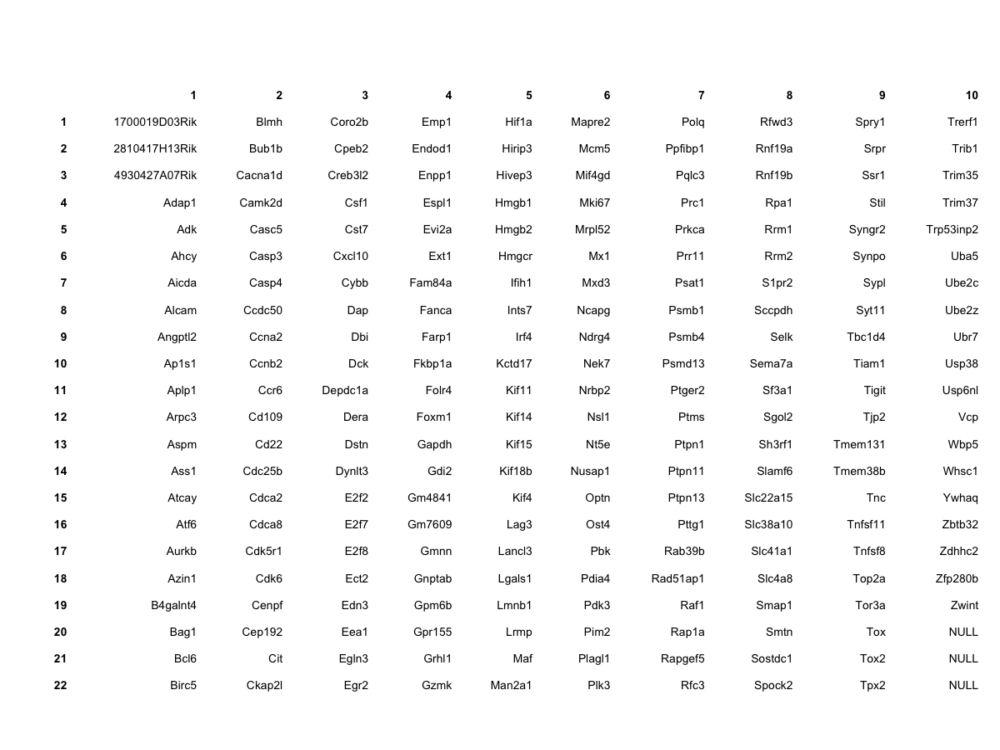 1 2 3 4 5 6 7 8 9 10
1 1700019D03Rik Blmh Coro2b Emp1 Hif1a Mapre2 Polq Rfwd3 Spry1 Trerf1
2 2810417H13Rik Bub1b Cpeb2 Endod1 Hirip3 Mcm5 Ppfibp1 Rnf19a Srpr Trib1
3 4930427A07Rik Cacna1d Creb3l2 Enpp1 Hivep3 Mif4gd Pqlc3 Rnf19b Ssr1 Trim35
4 Adap1 Camk2d Csf1 Espl1 Hmgb1 Mki67 Prc1 Rpa1 Stil Trim37
5 Adk Casc5 Cst7 Evi2a Hmgb2 Mrpl52 Prkca Rrm1 Syngr2 Trp53inp2
6 Ahcy Casp3 Cxcl10 Ext1 Hmgcr Mx1 Prr11 Rrm2 Synpo Uba5
7 Aicda Casp4 Cybb Fam84a Ifih1 Mxd3 Psat1 S1pr2 Sypl Ube2c
8 Alcam Ccdc50 Dap Fanca Ints7 Ncapg Psmb1 Sccpdh Syt11 Ube2z
9 Angptl2 Ccna2 Dbi Farp1 Irf4 Ndrg4 Psmb4 Selk Tbc1d4 Ubr7
10 Ap1s1 Ccnb2 Dck Fkbp1a Kctd17 Nek7 Psmd13 Sema7a Tiam1 Usp38
11 Aplp1 Ccr6 Depdc1a Folr4 Kif11 Nrbp2 Ptger2 Sf3a1 Tigit Usp6nl
12 Arpc3 Cd109 Dera Foxm1 Kif14 Nsl1 Ptms Sgol2 Tjp2 Vcp
13 Aspm Cd22 Dstn Gapdh Kif15 Nt5e Ptpn1 Sh3rf1 Tmem131 Wbp5
14 Ass1 Cdc25b Dynlt3 Gdi2 Kif18b Nusap1 Ptpn11 Slamf6 Tmem38b Whsc1
15 Atcay Cdca2 E2f2 Gm4841 Kif4 Optn Ptpn13 Slc22a15 Tnc Ywhaq
16 Atf6 Cdca8 E2f7 Gm7609 Lag3 Ost4 Pttg1 Slc38a10 Tnfsf11 Zbtb32
17 Aurkb Cdk5r1 E2f8 Gmnn Lancl3 Pbk Rab39b Slc41a1 Tnfsf8 Zdhhc2
18 Azin1 Cdk6 Ect2 Gnptab Lgals1 Pdia4 Rad51ap1 Slc4a8 Top2a Zfp280b
19 B4galnt4 Cenpf Edn3 Gpm6b Lmnb1 Pdk3 Raf1 Smap1 Tor3a Zwint
20 Bag1 Cep192 Eea1 Gpr155 Lrmp Pim2 Rap1a Smtn Tox NULL
21 Bcl6 Cit Egln3 Grhl1 Maf Plagl1 Rapgef5 Sostdc1 Tox2 NULL
22 Birc5 Ckap2l Egr2 Gzmk Man2a1 Plk3 Rfc3 Spock2 Tpx2 NULL